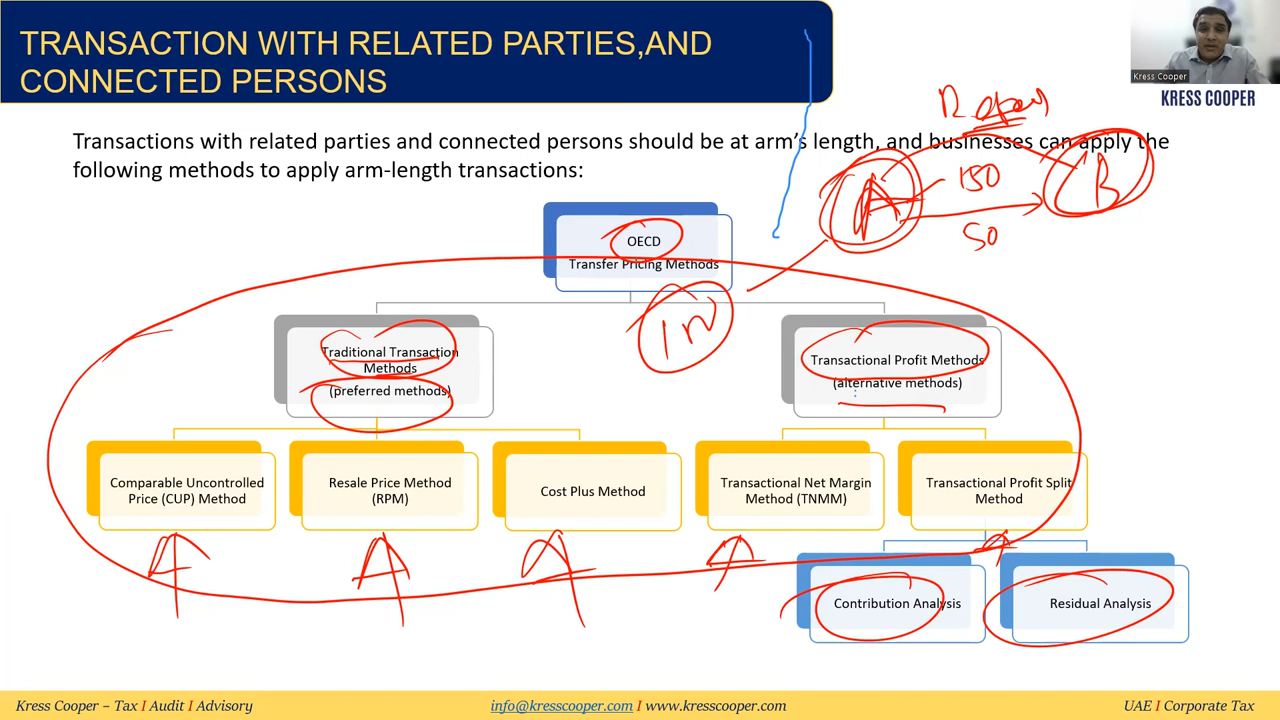 TRANSACTION WITH RELATED PARTIES,AND
CONNECTED PERSONS
Kress Cooper
KRESS COOPER
Transactions with related parties and connected persons should be at arm's length, and businesses can apply the
following methods to apply arm-length transactions:
A
150
B
50
OECD
Transfer Pricing Methods
Traditional Transaction
Methods
(preferred methods)
Transactional Profit Methods
(alternative methods)
Comparable Uncontrolled
Price (CUP) Method
Resale Price Method
(RPM)
Cost Plus Method
Transactional Net Margin
Method (TNMM)
Transactional Profit Split
Method
Contribution Analysis
Residual Analysis
Kress Cooper – Tax I Audit I Advisory
info@kresscooper.com I www.kresscooper.com
UAE I Corporate Tax